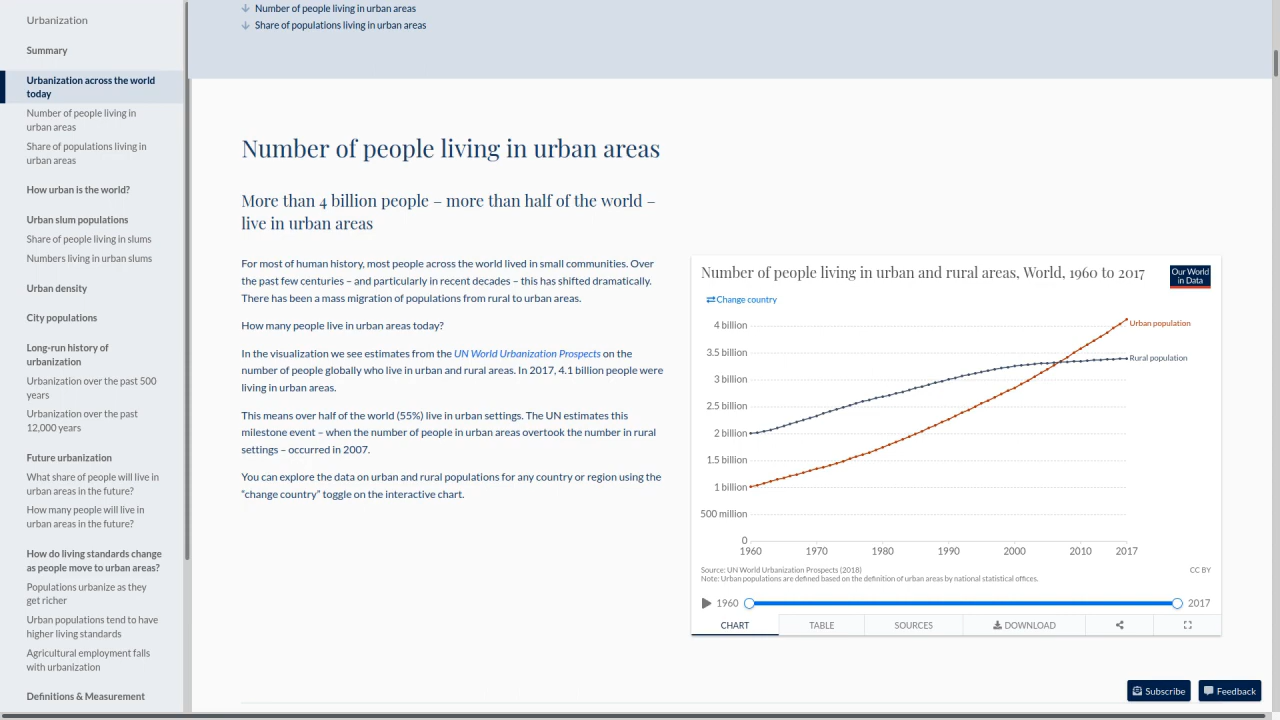 Urbanization
Summary
Urbanization across the world
today
Number of people living in
urban areas
Share of populations living in
urban areas
How urban is the world?
Urban slum populations
Share of people living in slums
Numbers living in urban slums
Urban density
City populations
Long-run history of
urbanization
Urbanization over the past 500
years
Urbanization over the past
12,000 years
Future urbanization
What share of people will live in
urban areas in the future?
How many people will live in
urban areas in the future?
How do living standards change
as people move to urban areas?
Populations urbanize as they
get richer
Urban populations tend to have
higher living standards
Agricultural employment falls
with urbanization
Definitions & Measurement
Number of people living in urban areas
Share of populations living in urban areas
Number of people living in urban areas
More than 4 billion people – more than half of the world –
live in urban areas
For most of human history, most people across the world lived in small communities. Over
the past few centuries – and particularly in recent decades – this has shifted dramatically.
There has been a mass migration of populations from rural to urban areas.
How many people live in urban areas today?
In the visualization we see estimates from the UN World Urbanization Prospects on the
number of people globally who live in urban and rural areas. In 2017, 4.1 billion people were
living in urban areas.
This means over half of the world (55%) live in urban settings. The UN estimates this
milestone event – when the number of people in urban areas overtook the number in rural
settings – occurred in 2007.
You can explore the data on urban and rural populations for any country or region using the
“change country” toggle on the interactive chart.
Number of people living in urban and rural areas, World, 1960 to 2017
Our World
in Data
Change country
4 billion
3.5 billion
3 billion
2.5 billion
2 billion
1.5 billion
1 billion
500 million
0
Urban population
Rural population
1960 1970 1980 1990 2000 2010 2017
Source: UN World Urbanization Prospects (2018) CC BY
Note: Urban populations are defined based on the definition of urban areas by national statistical offices.
1960 2017
CHART TABLE SOURCES DOWNLOAD
Subscribe Feedback